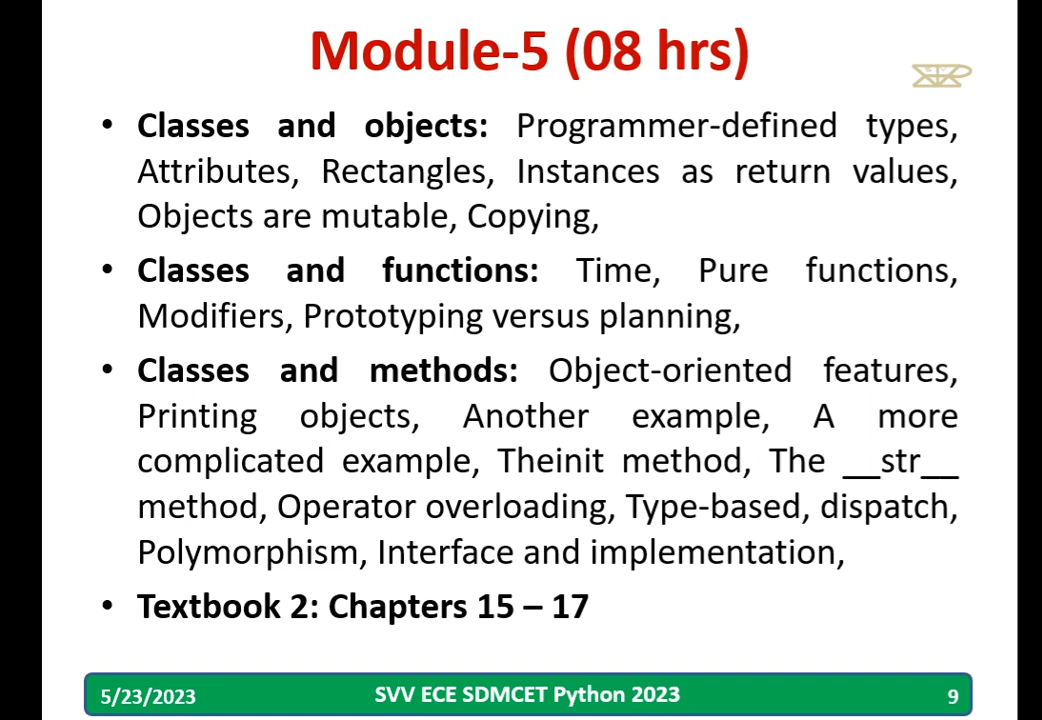 Module-5 (08 hrs)
• Classes and objects: Programmer-defined types,
Attributes, Rectangles, Instances as return values,
Objects are mutable, Copying,
• Classes and functions: Time, Pure functions,
Modifiers, Prototyping versus planning,
• Classes and methods: Object-oriented features,
Printing objects, Another example, A more
complicated example, Theinit method, The __str__
method, Operator overloading, Type-based, dispatch,
Polymorphism, Interface and implementation,
• Textbook 2: Chapters 15 – 17
5/23/2023 SVV ECE SDMCET Python 2023 9